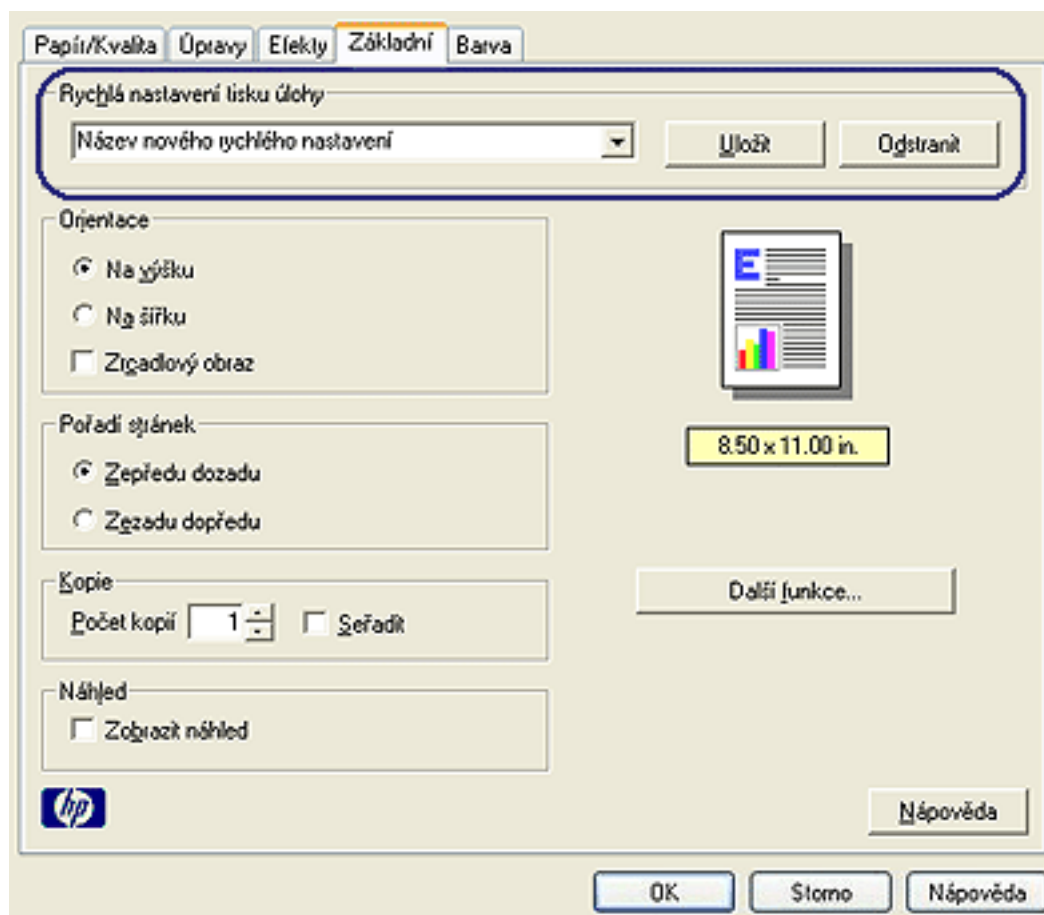 Papír/Kvalita Úpravy Efekty Základní Barva
Rychlá nastavení tisku úlohy
Název nového rychlého nastavení Uložit Odstranit
Orientace
Na výšku
Na šířku
Zrcadlový obraz
E
8.50 x 11.00 in.
Pořadí stránek
Zepředu dozadu
Zezadu dopředu
Kopie
Počet kopií 1 Seřadit
Další funkce...
Náhled
Zobrazit náhled
hp
Nápověda
OK Storno Nápověda